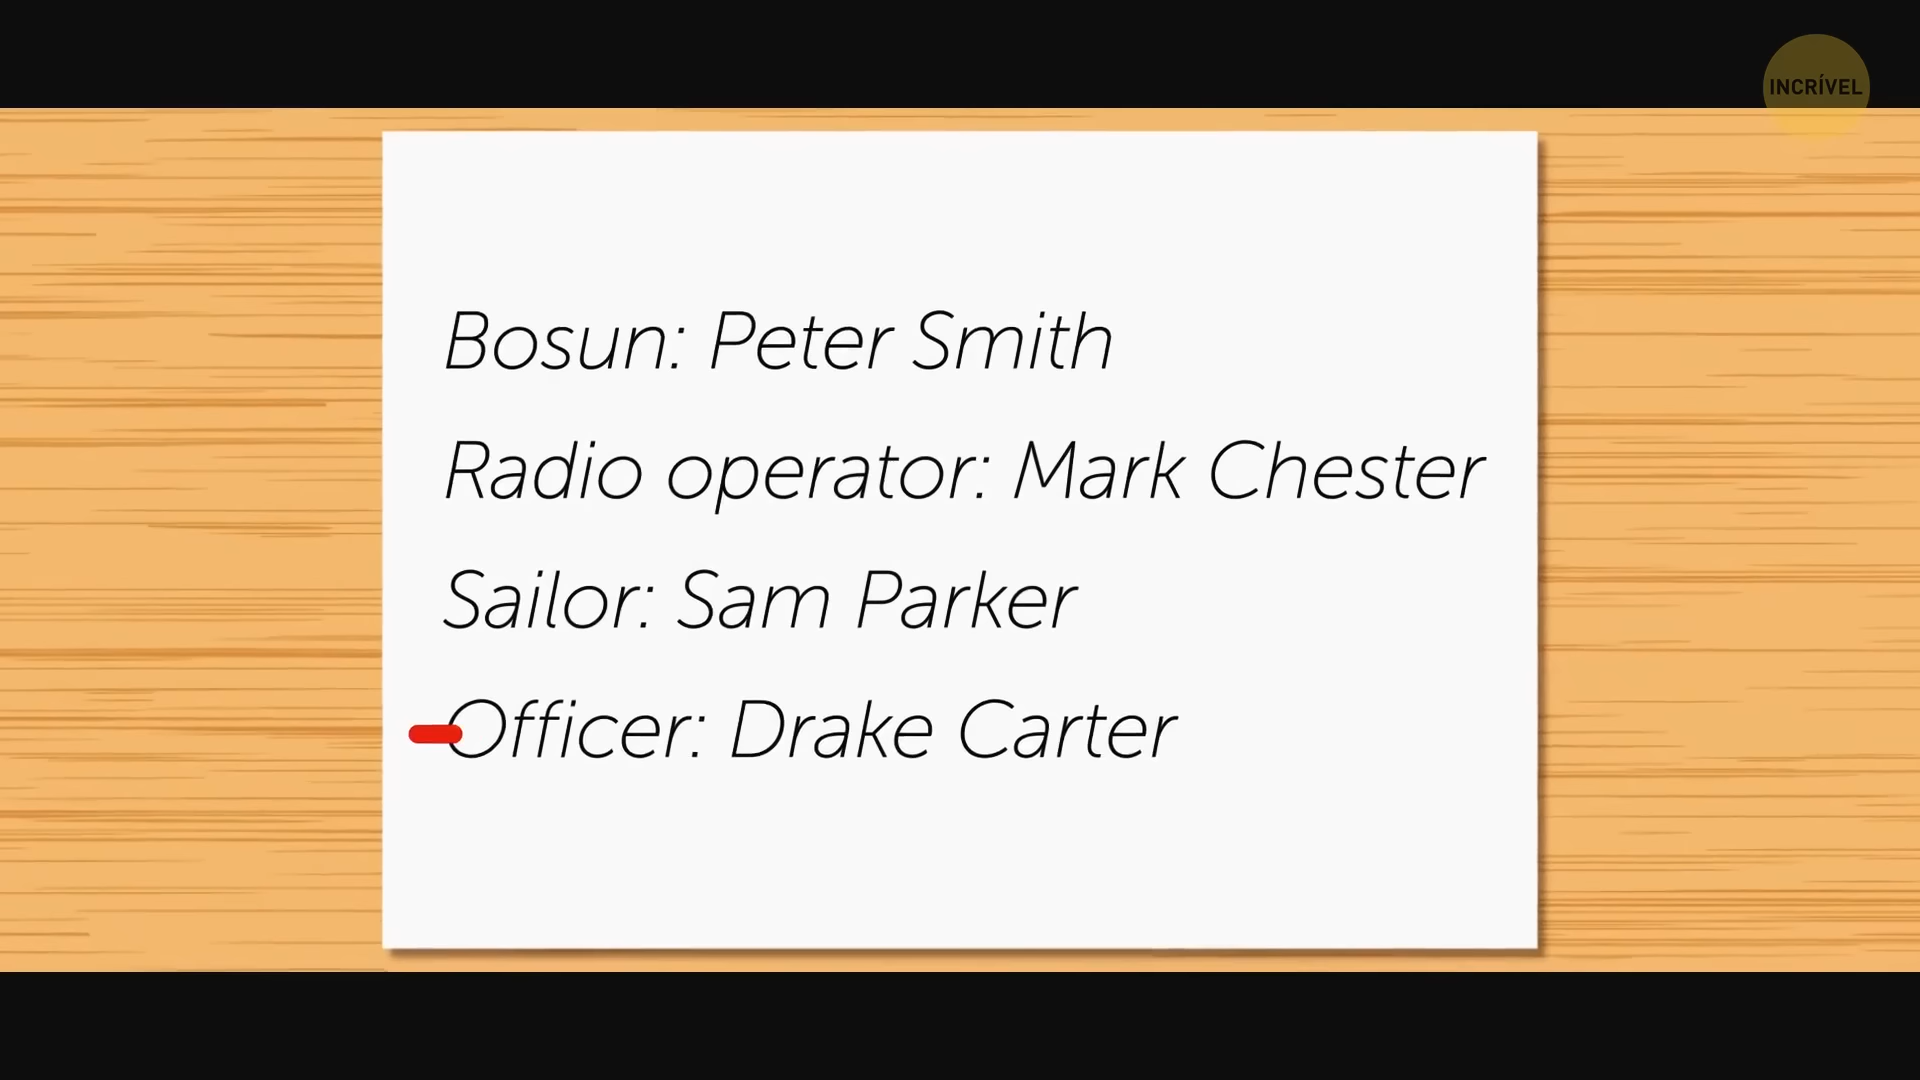 INCRÍVEL
Bosun: Peter Smith
Radio operator: Mark Chester
Sailor: Sam Parker
Officer: Drake Carter